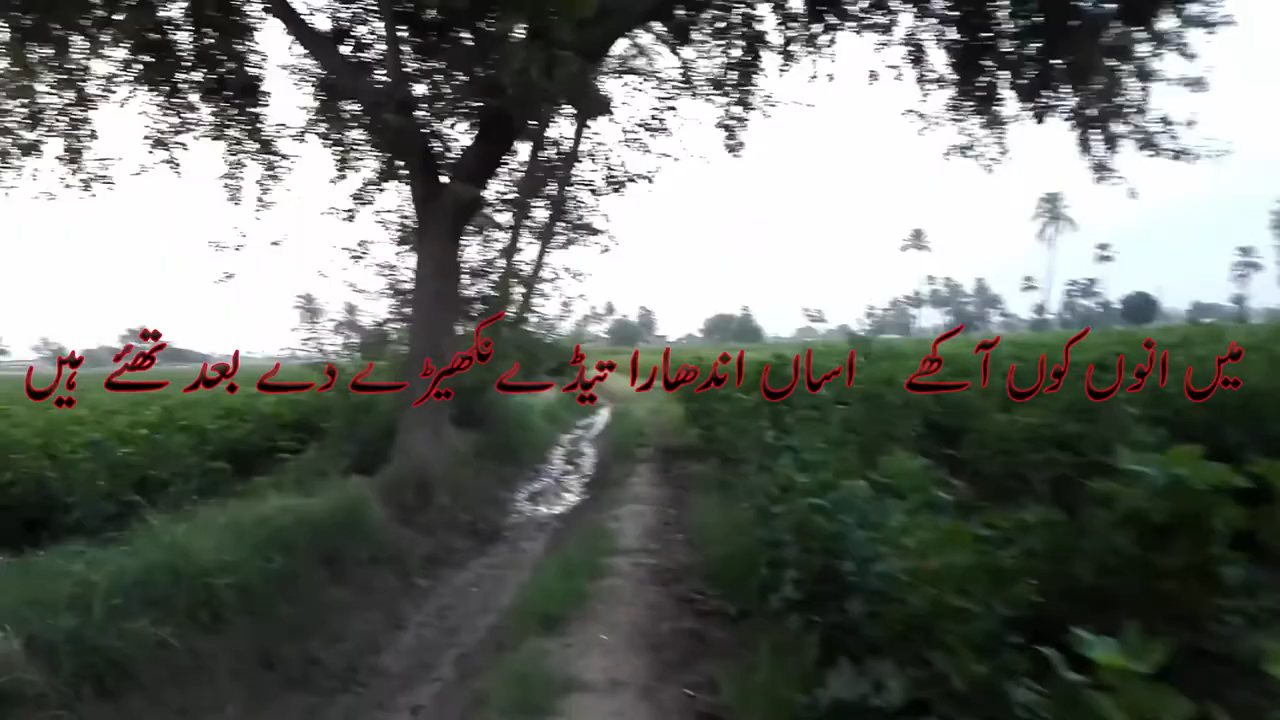 میں انوں کوں آکھے اساں اندھارا تیڈے نکھیڑے دے بعد تھئے ہیں